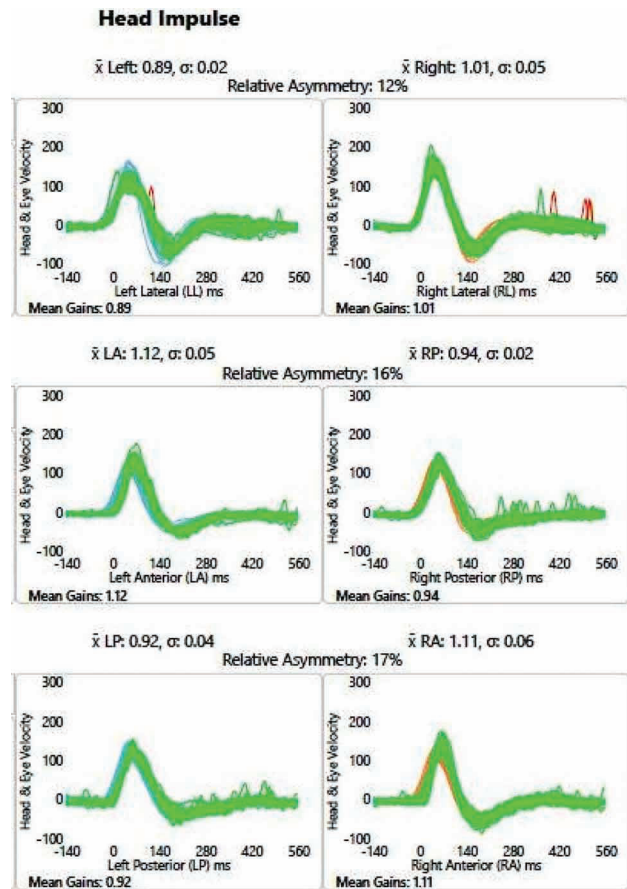 Head Impulse
x̄ Left: 0.89, σ: 0.02
x̄ Right: 1.01, σ: 0.05
Relative Asymmetry: 12%
Head & Eye Velocity
300
200
100
0
-100
-140 0 140 280 420 560
Left Lateral (LL) ms
Mean Gains: 0.89
Head & Eye Velocity
300
200
100
0
-100
-140 0 140 280 420 560
Right Lateral (RL) ms
Mean Gains: 1.01
x̄ LA: 1.12, σ: 0.05
x̄ RP: 0.94, σ: 0.02
Relative Asymmetry: 16%
Head & Eye Velocity
300
200
100
0
-100
-140 0 140 280 420 560
Left Anterior (LA) ms
Mean Gains: 1.12
Head & Eye Velocity
300
200
100
0
-100
-140 0 140 280 420 560
Right Posterior (RP) ms
Mean Gains: 0.94
x̄ LP: 0.92, σ: 0.04
x̄ RA: 1.11, σ: 0.06
Relative Asymmetry: 17%
Head & Eye Velocity
300
200
100
0
-100
-140 0 140 280 420 560
Left Posterior (LP) ms
Mean Gains: 0.92
Head & Eye Velocity
300
200
100
0
-100
-140 0 140 280 420 560
Right Anterior (RA) ms
Mean Gains: 1.11